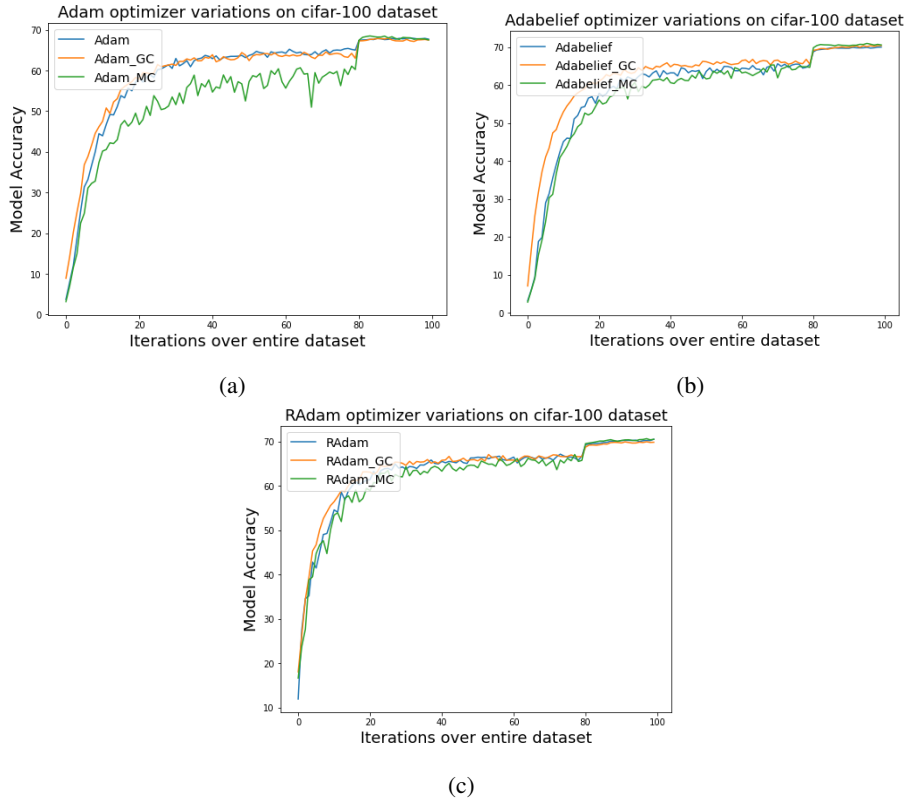 Adam optimizer variations on cifar-100 dataset
Adam
Adam_GC
Adam_MC
Model Accuracy
70
60
50
40
30
20
10
0
0 20 40 60 80 100
Iterations over entire dataset
(a)
Adabelief optimizer variations on cifar-100 dataset
Adabelief
Adabelief_GC
Adabelief_MC
Model Accuracy
70
60
50
40
30
20
10
0
0 20 40 60 80 100
Iterations over entire dataset
(b)
RAdam optimizer variations on cifar-100 dataset
RAdam
RAdam_GC
RAdam_MC
Model Accuracy
70
60
50
40
30
20
10
0 20 40 60 80 100
Iterations over entire dataset
(c)